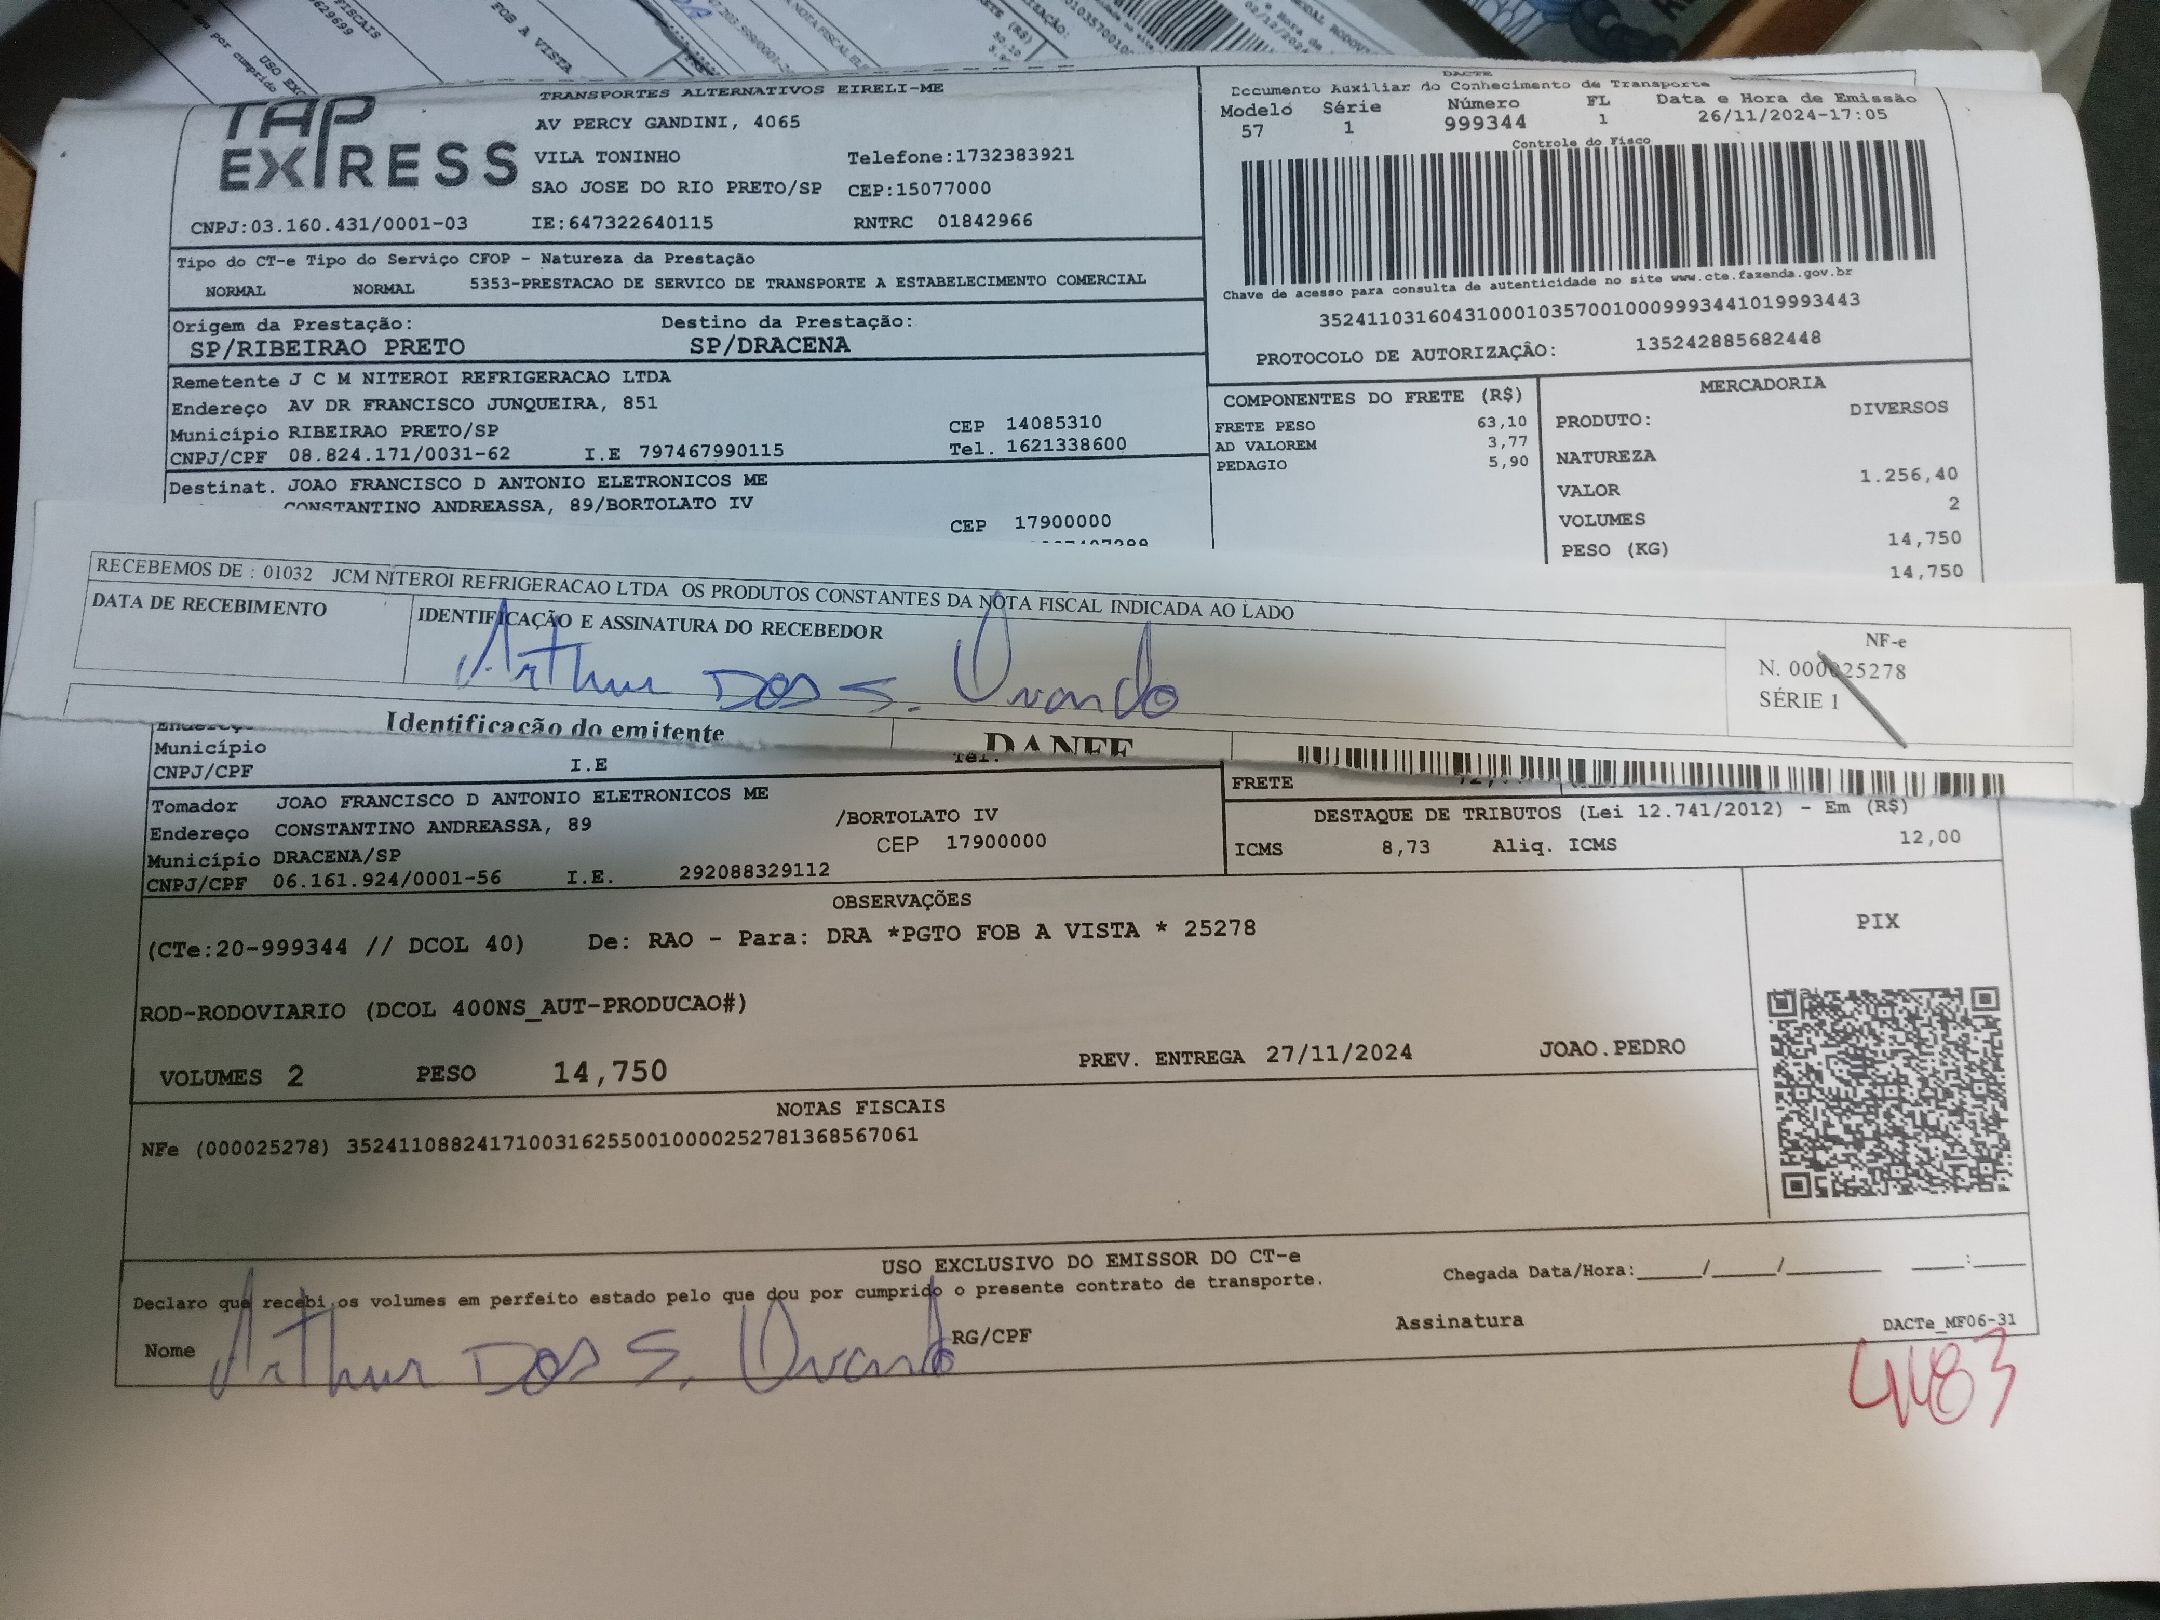 TAP EXPRESS
TRANSPORTES ALTERNATIVOS EIRELI-ME
AV PERCY GANDINI, 4065
VILA TONINHO Telefone:1732383921
SAO JOSE DO RIO PRETO/SP CEP:15077000
CNPJ:03.160.431/0001-03 IE:647322640115 RNTRC 01842966
DACTE
Documento Auxiliar do Conhecimento de Transporte
Modelo Série Número FL Data e Hora de Emissão
57 1 999344 1 26/11/2024-17:05
Controle do Fisco
Chave de acesso para consulta de autenticidade no site www.cte.fazenda.gov.br
35241103160431000103570010009993441019993443
PROTOCOLO DE AUTORIZAÇÂO: 135242885682448
Tipo do CT-e Tipo do Serviço CFOP - Natureza da Prestação
NORMAL NORMAL 5353-PRESTACAO DE SERVICO DE TRANSPORTE A ESTABELECIMENTO COMERCIAL
Origem da Prestação: Destino da Prestação:
SP/RIBEIRAO PRETO SP/DRACENA
Remetente J C M NITEROI REFRIGERACAO LTDA
Endereço AV DR FRANCISCO JUNQUEIRA, 851
Município RIBEIRAO PRETO/SP CEP 14085310
CNPJ/CPF 08.824.171/0031-62 I.E 797467990115 Tel. 1621338600
Destinat. JOAO FRANCISCO D ANTONIO ELETRONICOS ME
CONSTANTINO ANDREASSA, 89/BORTOLATO IV
CEP 17900000
COMPONENTES DO FRETE (R$)
FRETE PESO 63,10
AD VALOREM 3,77
PEDAGIO 5,90
MERCADORIA
PRODUTO: DIVERSOS
NATUREZA
VALOR 1.256,40
VOLUMES 2
PESO (KG) 14,750
14,750
RECEBEMOS DE : 01032 JCM NITEROI REFRIGERACAO LTDA OS PRODUTOS CONSTANTES DA NOTA FISCAL INDICADA AO LADO
DATA DE RECEBIMENTO IDENTIFICAÇÃO E ASSINATURA DO RECEBEDOR
Arthur Dos S. Ovando
NF-e
N. 000025278
SÉRIE 1
Identificação do emitente
DANFE
Município
CNPJ/CPF I.E Tel.
Tomador JOAO FRANCISCO D ANTONIO ELETRONICOS ME
Endereço CONSTANTINO ANDREASSA, 89 /BORTOLATO IV
Município DRACENA/SP CEP 17900000
CNPJ/CPF 06.161.924/0001-56 I.E. 292088329112
FRETE
DESTAQUE DE TRIBUTOS (Lei 12.741/2012) - Em (R$)
ICMS 8,73 Aliq. ICMS 12,00
OBSERVAÇÕES
(CTe:20-999344 // DCOL 40) De: RAO - Para: DRA *PGTO FOB A VISTA * 25278
ROD-RODOVIARIO (DCOL 400NS_AUT-PRODUCAO#)
VOLUMES 2 PESO 14,750 PREV. ENTREGA 27/11/2024 JOAO.PEDRO
PIX
NOTAS FISCAIS
NFe (000025278) 35241108824171003162550010000252781368567061
USO EXCLUSIVO DO EMISSOR DO CT-e
Declaro que recebi os volumes em perfeito estado pelo que dou por cumprido o presente contrato de transporte.
Chegada Data/Hora:_____/_____/_______ ____:____
Nome Arthur Dos S. Ovando RG/CPF Assinatura
DACTe_MF06-31